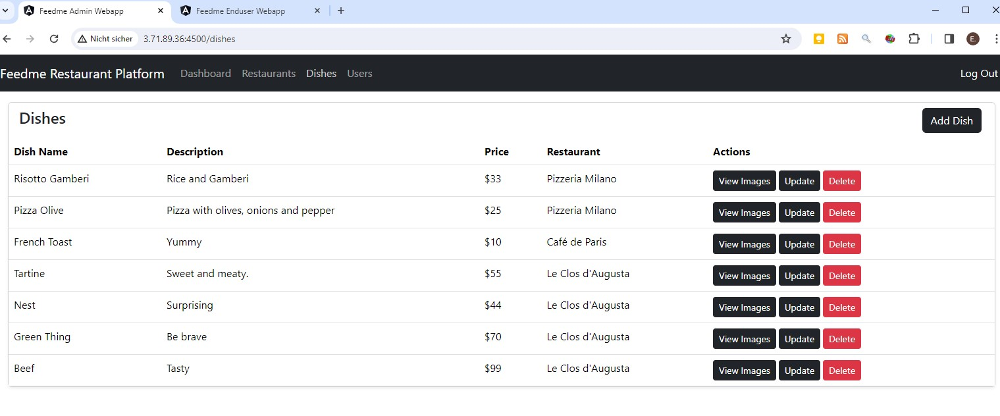 Feedme Admin Webapp
Feedme Enduser Webapp
Nicht sicher 3.71.89.36:4500/dishes
E.
Feedme Restaurant Platform Dashboard Restaurants Dishes Users Log Out
Dishes Add Dish
Dish Name Description Price Restaurant Actions
Risotto Gamberi Rice and Gamberi $33 Pizzeria Milano View Images Update Delete
Pizza Olive Pizza with olives, onions and pepper $25 Pizzeria Milano View Images Update Delete
French Toast Yummy $10 Café de Paris View Images Update Delete
Tartine Sweet and meaty. $55 Le Clos d'Augusta View Images Update Delete
Nest Surprising $44 Le Clos d'Augusta View Images Update Delete
Green Thing Be brave $70 Le Clos d'Augusta View Images Update Delete
Beef Tasty $99 Le Clos d'Augusta View Images Update Delete